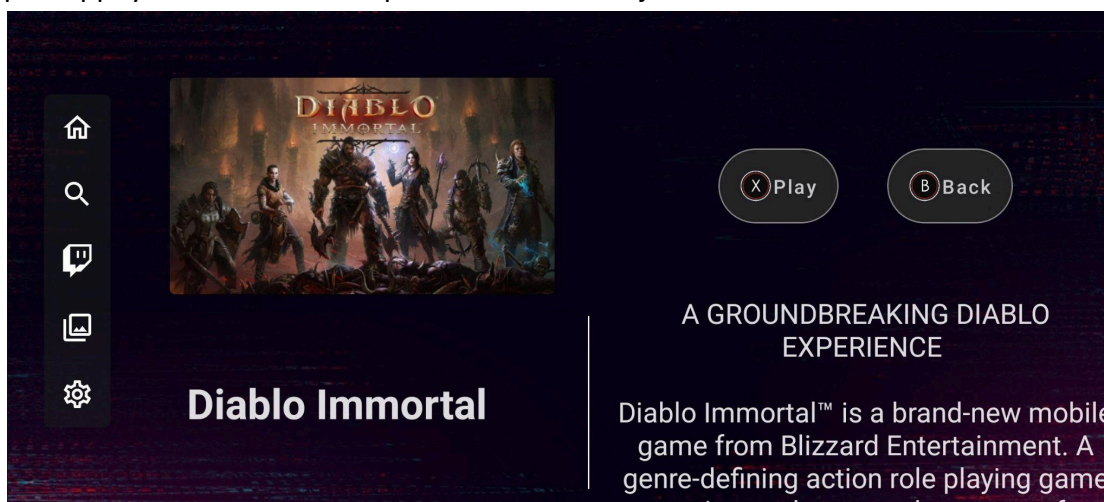 DIABLO
IMMORTAL
Diablo Immortal
X Play
B Back
A GROUNDBREAKING DIABLO
EXPERIENCE
Diablo Immortal™ is a brand-new mobile
game from Blizzard Entertainment. A
genre-defining action role playing game